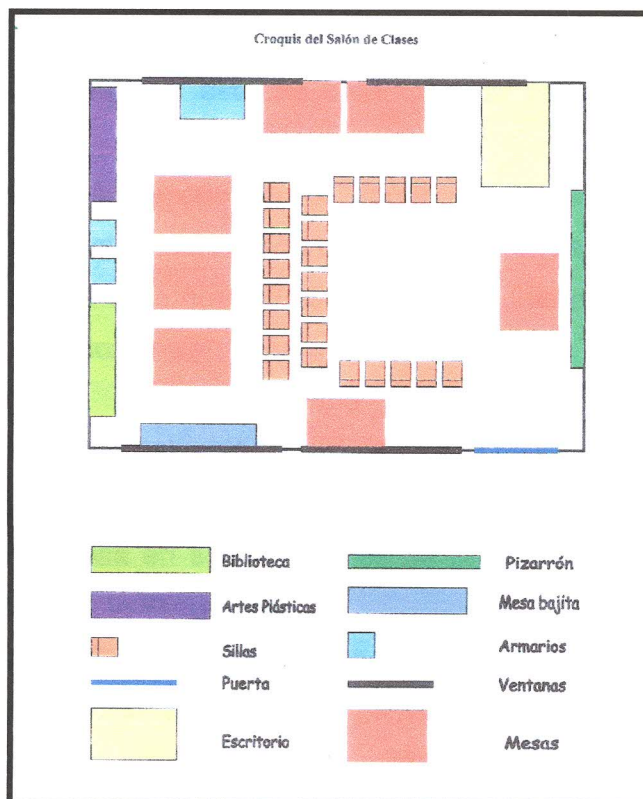 Croquis del Salón de Clases
Biblioteca
Pizarrón
Artes Plásticas
Mesa bajita
Sillas
Armarios
Puerta
Ventanas
Escritorio
Mesas